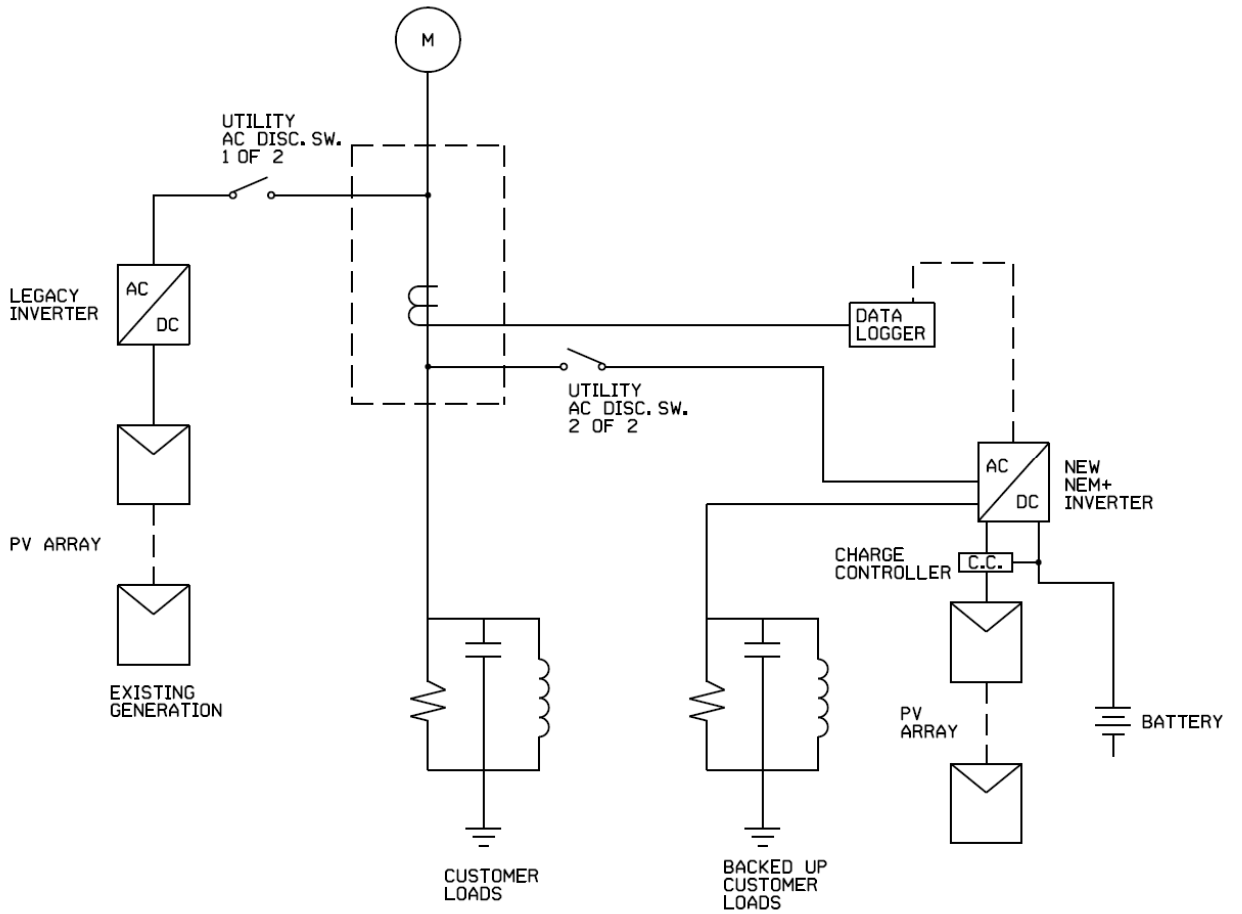 M
UTILITY
AC DISC. SW.
1 OF 2
LEGACY
INVERTER
AC
DC
DATA
LOGGER
UTILITY
AC DISC. SW.
2 OF 2
AC
DC
NEW
NEM+
INVERTER
PV ARRAY
CHARGE
CONTROLLER
C.C.
EXISTING
GENERATION
PV
ARRAY
BATTERY
CUSTOMER
LOADS
BACKED UP
CUSTOMER
LOADS